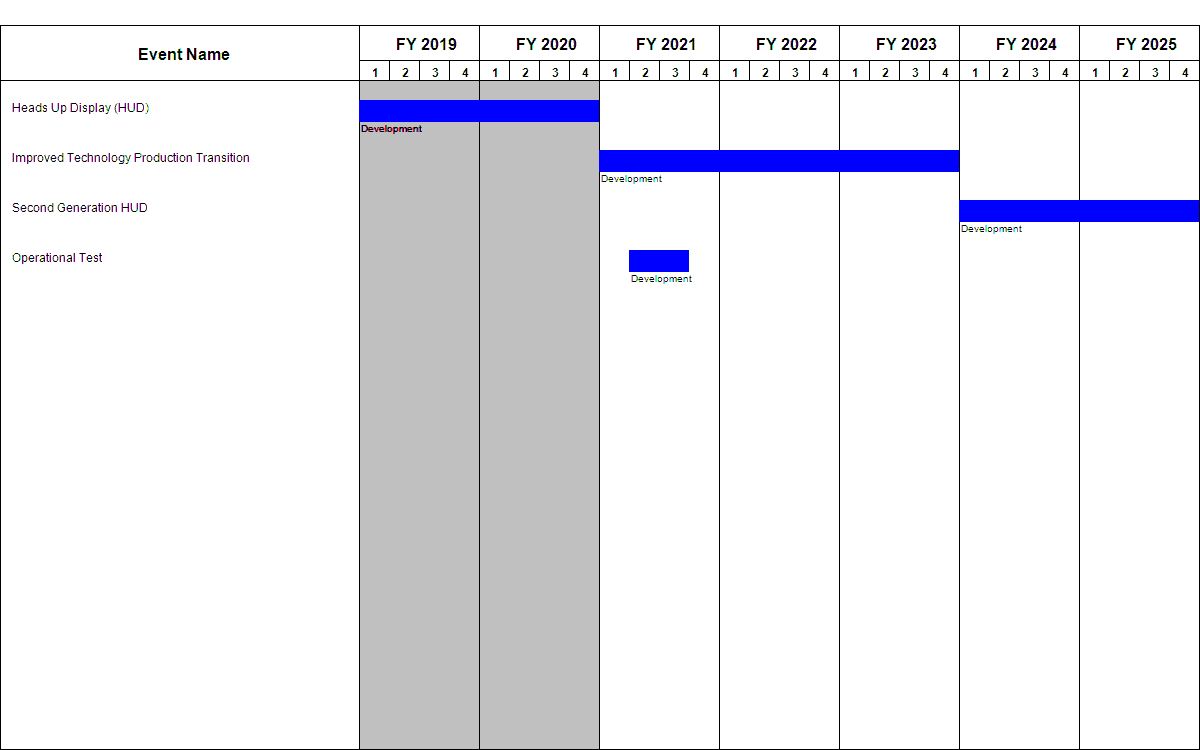 Event Name
FY 2019 FY 2020 FY 2021 FY 2022 FY 2023 FY 2024 FY 2025
1 2 3 4 1 2 3 4 1 2 3 4 1 2 3 4 1 2 3 4 1 2 3 4 1 2 3 4
Heads Up Display (HUD)
Development
Improved Technology Production Transition
Development
Second Generation HUD
Development
Operational Test
Development